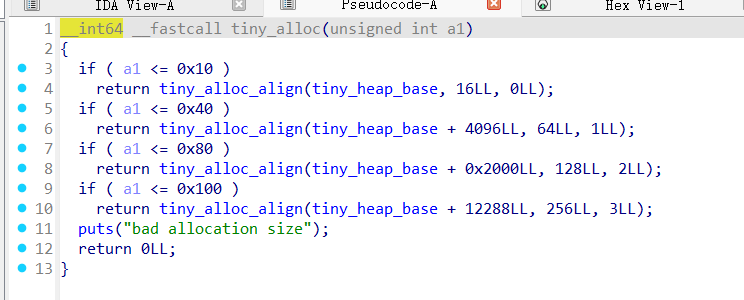 IDA View-A Pseudocode-A Hex View-1
1 __int64 __fastcall tiny_alloc(unsigned int a1)
2 {
3 if ( a1 <= 0x10 )
4 return tiny_alloc_align(tiny_heap_base, 16LL, 0LL);
5 if ( a1 <= 0x40 )
6 return tiny_alloc_align(tiny_heap_base + 4096LL, 64LL, 1LL);
7 if ( a1 <= 0x80 )
8 return tiny_alloc_align(tiny_heap_base + 0x2000LL, 128LL, 2LL);
9 if ( a1 <= 0x100 )
10 return tiny_alloc_align(tiny_heap_base + 12288LL, 256LL, 3LL);
11 puts("bad allocation size");
12 return 0LL;
13 }